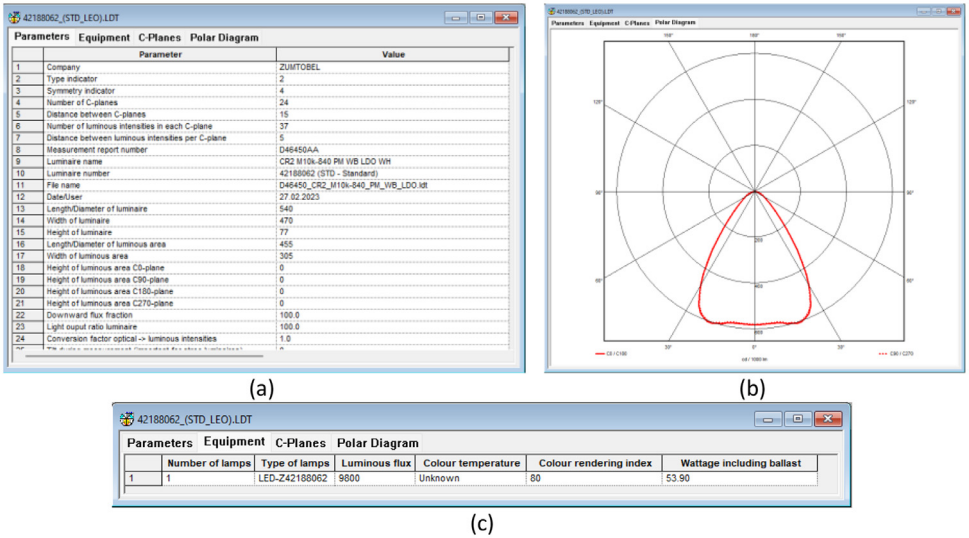 42188062_(STD_LEO).LDT
Parameters Equipment C-Planes Polar Diagram
Parameter Value
1 Company ZUMTOBEL
2 Type indicator 2
3 Symmetry indicator 4
4 Number of C-planes 24
5 Distance between C-planes 15
6 Number of luminous intensities in each C-plane 37
7 Distance between luminous intensities per C-plane 5
8 Measurement report number D46450AA
9 Luminaire name CR2 M10k-840 PM WB LDO WH
10 Luminaire number 42188062 (STD - Standard)
11 File name D46450_CR2_M10k-840_PM_WB_LDO.ldt
12 Date/User 27.02.2023
13 Length/Diameter of luminaire 540
14 Width of luminaire 470
15 Height of luminaire 77
16 Length/Diameter of luminous area 455
17 Width of luminous area 305
18 Height of luminous area C0-plane 0
19 Height of luminous area C90-plane 0
20 Height of luminous area C180-plane 0
21 Height of luminous area C270-plane 0
22 Downward flux fraction 100.0
23 Light ouput ratio luminaire 100.0
24 Conversion factor optical -> luminous intensities 1.0
(a)
42188062_(STD_LEO).LDT
Parameters Equipment C-Planes Polar Diagram
150° 180° 150°
120° 120°
90° 90°
200
60° 400 60°
600
30° 30°
C0 / C180 cd / 1000 lm C90 / C270
(b)
42188062_(STD_LEO).LDT
Parameters Equipment C-Planes Polar Diagram
Number of lamps Type of lamps Luminous flux Colour temperature Colour rendering index Wattage including ballast
1 1 LED-Z42188062 9800 Unknown 80 53.90
(c)